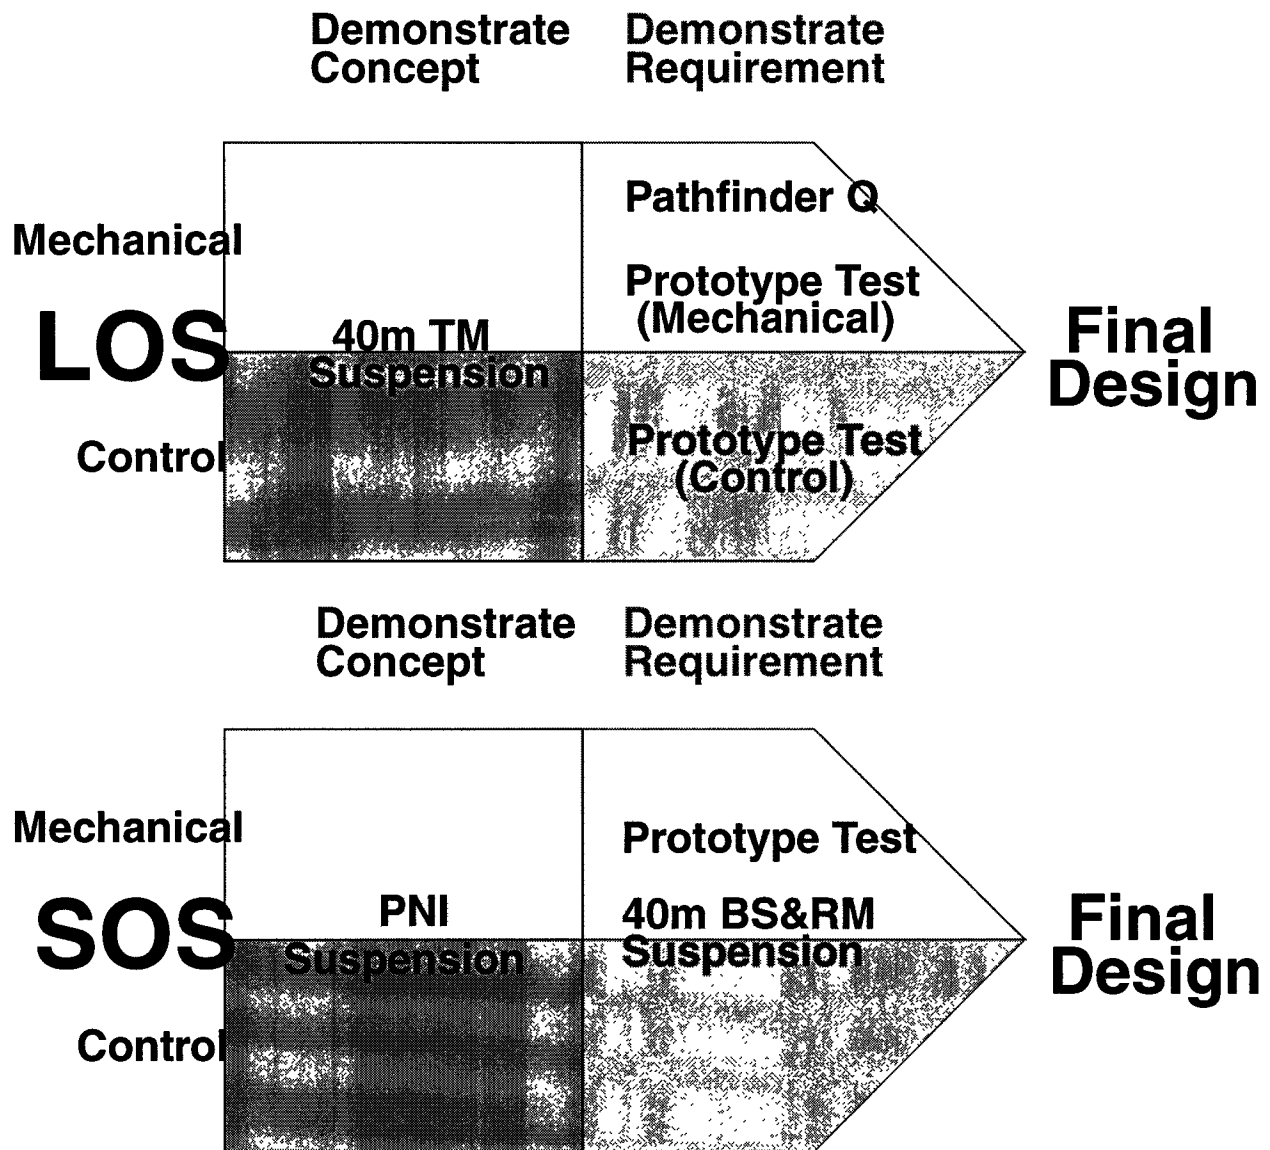 Demonstrate
Concept
Demonstrate
Requirement
Mechanical
LOS
Control
40m TM
Suspension
Pathfinder Q
Prototype Test
(Mechanical)
Prototype Test
(Control)
Final
Design
Demonstrate
Concept
Demonstrate
Requirement
Mechanical
SOS
Control
PNI
Suspension
Prototype Test
40m BS&RM
Suspension
Final
Design